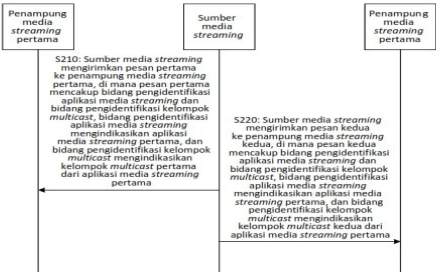 Penampung
media
streaming
pertama
Sumber
media
streaming
Penampung
media
streaming
pertama
S210: Sumber media streaming
mengirimkan pesan pertama
ke penampung media streaming
pertama, di mana pesan pertama
mencakup bidang pengidentifikasi
aplikasi media streaming dan
bidang pengidentifikasi kelompok
multicast, bidang pengidentifikasi
aplikasi media streaming
mengindikasikan aplikasi
media streaming pertama, dan
bidang pengidentifikasi kelompok
multicast mengindikasikan
kelompok multicast pertama
dari aplikasi media streaming
pertama
S220: Sumber media streaming
mengirimkan pesan kedua
ke penampung media streaming
kedua, di mana pesan kedua
mencakup bidang pengidentifikasi
aplikasi media streaming dan
bidang pengidentifikasi kelompok
multicast, bidang pengidentifikasi
aplikasi media streaming
mengindikasikan aplikasi media
streaming pertama, dan bidang
pengidentifikasi kelompok
multicast mengindikasikan
kelompok multicast kedua dari
aplikasi media streaming pertama